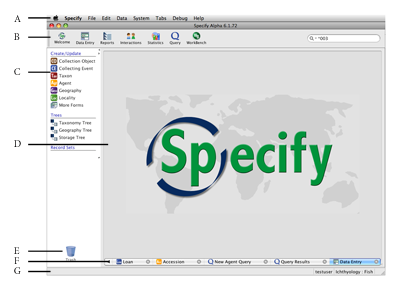 A
Specify File Edit Data System Tabs Debug Help
Specify Alpha 6.1.72
B
Welcome Data Entry Reports Interactions Statistics Query WorkBench
Create/Update
C
Collection Object
Collecting Event
Taxon
Agent
Geography
Locality
More Forms
Trees
Taxonomy Tree
Geography Tree
Storage Tree
Record Sets
D
Specify
E
Trash
F
Loan Accession New Agent Query Query Results Data Entry
G
testuser Ichthyology Fish